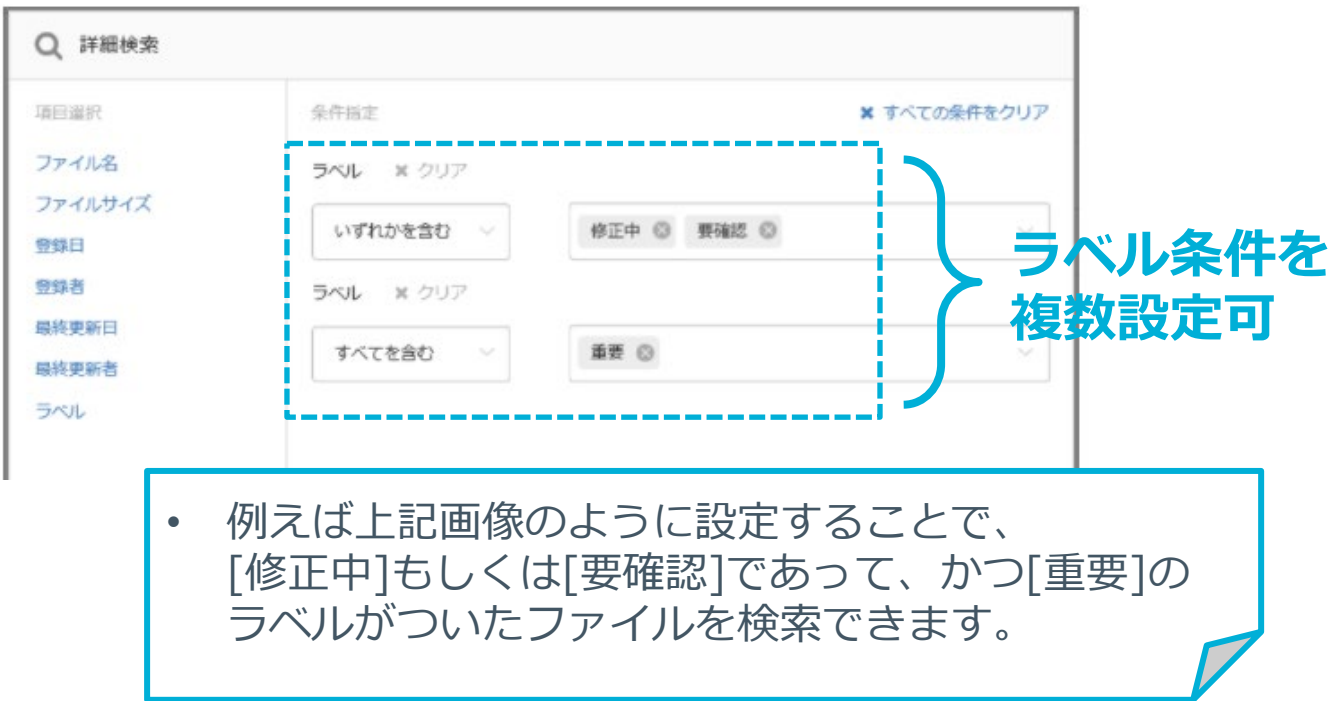 詳細検索
項目選択
ファイル名
ファイルサイズ
登録日
登録者
最終更新日
最終更新者
ラベル
条件指定
✖ すべての条件をクリア
ラベル ✖ クリア
いずれかを含む 修正中 要確認
ラベル ✖ クリア
すべてを含む 重要
ラベル条件を
複数設定可
• 例えば上記画像のように設定することで、
[修正中]もしくは[要確認]であって、かつ[重要]の
ラベルがついたファイルを検索できます。